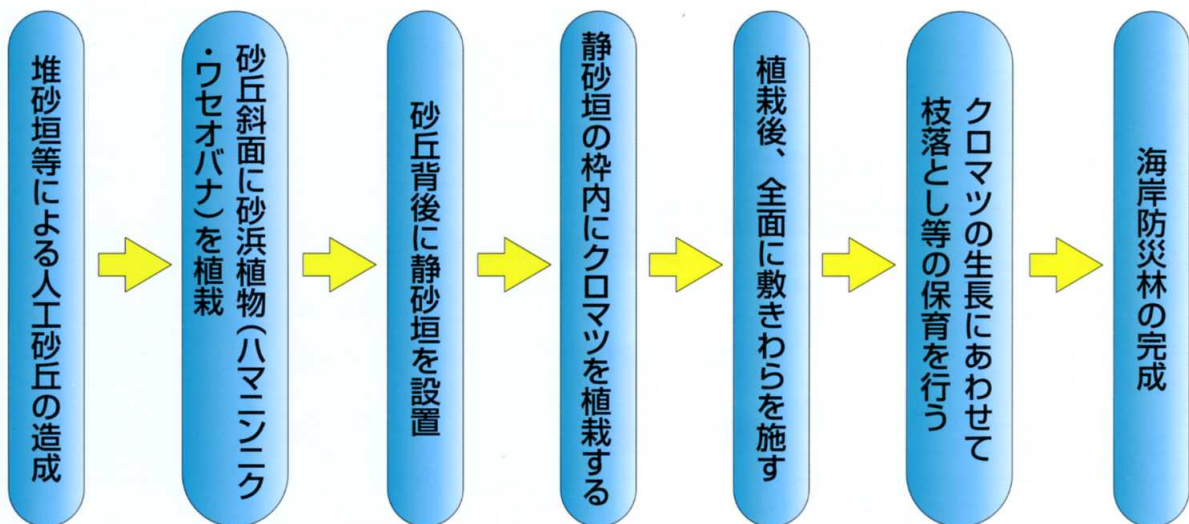 堆砂垣等による人工砂丘の造成
砂丘斜面に砂浜植物(ハマニンニク
・ワセオバナ)を植栽
砂丘背後に静砂垣を設置
静砂垣の枠内にクロマツを植栽する
植栽後、全面に敷きわらを施す
クロマツの生長にあわせて
枝落とし等の保育を行う
海岸防災林の完成